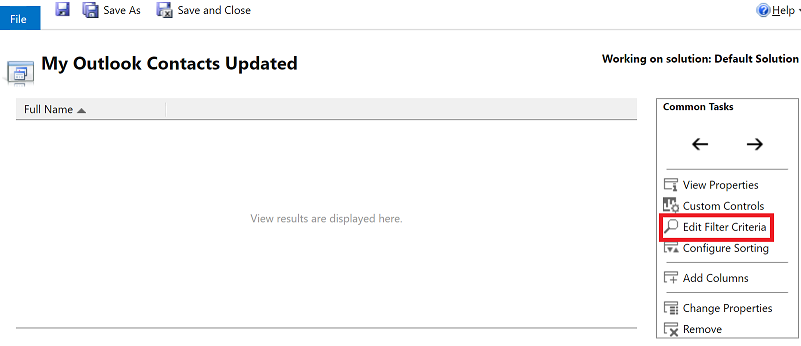 File Save As Save and Close Help
My Outlook Contacts Updated
Working on solution: Default Solution
Full Name
View results are displayed here.
Common Tasks
View Properties
Custom Controls
Edit Filter Criteria
Configure Sorting
Add Columns
Change Properties
Remove